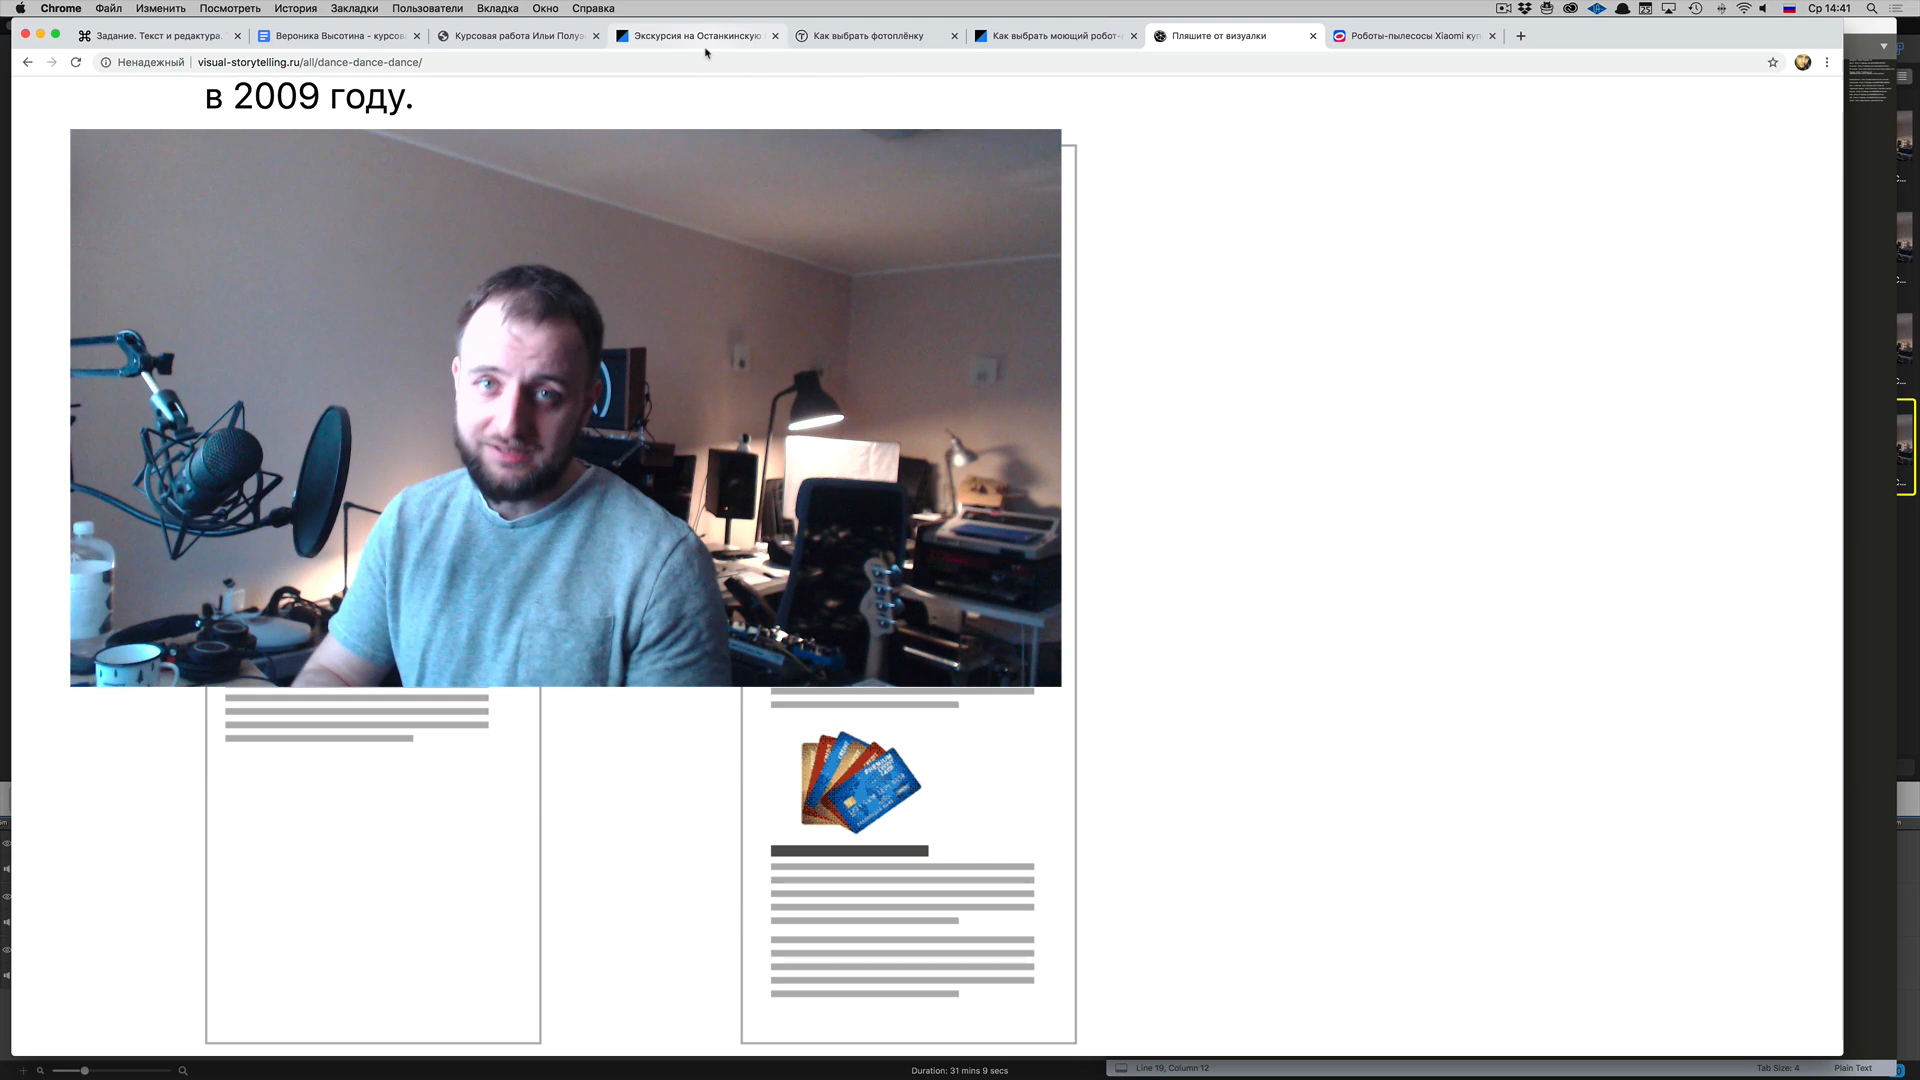 Chrome Файл Изменить Посмотреть История Закладки Пользователи Вкладка Окно Справка
Ср 14:41
Задание. Текст и редактура.
Вероника Высотина - курсова
Курсовая работа Ильи Полуэ
Экскурсия на Останкинскую
Как выбрать фотоплёнку
Как выбрать моющий робот-
Пляшите от визуалки
Роботы-пылесосы Xiaomi куп
Ненадежный visual-storytelling.ru/all/dance-dance-dance/
в 2009 году.
Duration: 31 mins 9 secs
Line 19, Column 12
Tab Size: 4
Plain Text